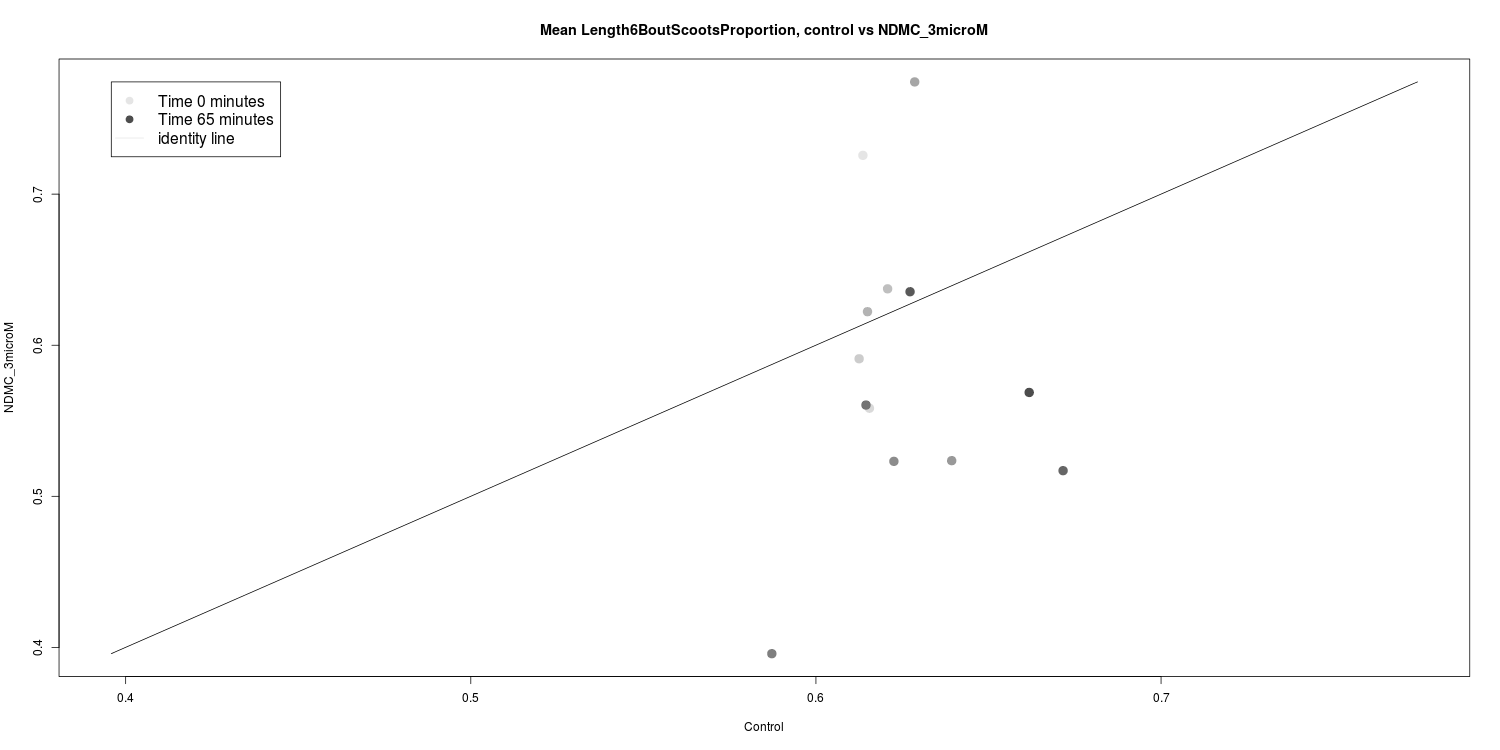 Mean Length6BoutScootsProportion, control vs NDMC_3microM
Time 0 minutes
Time 65 minutes
identity line
NDMC_3microM
0.7
0.6
0.5
0.4
0.4
0.5
0.6
0.7
Control